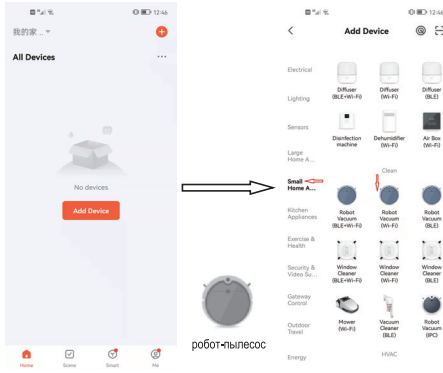 12:46
我的家 ..
All Devices
No devices
Add Device
Home
Scene
Smart
Me
робот-пылесос
12:46
Add Device
Electrical
Lighting
Sensors
Large
Home A...
Small
Home A...
Kitchen
Appliances
Exercise &
Health
Security &
Video Su...
Gateway
Control
Outdoor
Travel
Energy
Diffuser
(BLE+Wi-Fi)
Diffuser
(Wi-Fi)
Diffuser
(BLE)
Disinfection
machine
Dehumidifier
(Wi-Fi)
Air Box
(Wi-Fi)
Clean
Robot
Vacuum
(BLE+Wi-Fi)
Robot
Vacuum
(Wi-Fi)
Robot
Vacuum
(BLE)
Window
Cleaner
(BLE+Wi-Fi)
Window
Cleaner
(Wi-Fi)
Window
Cleaner
(BLE)
Mower
(Wi-Fi)
Vacuum
Cleaner
(BLE)
Robot
Vacuum
(IPC)
HVAC